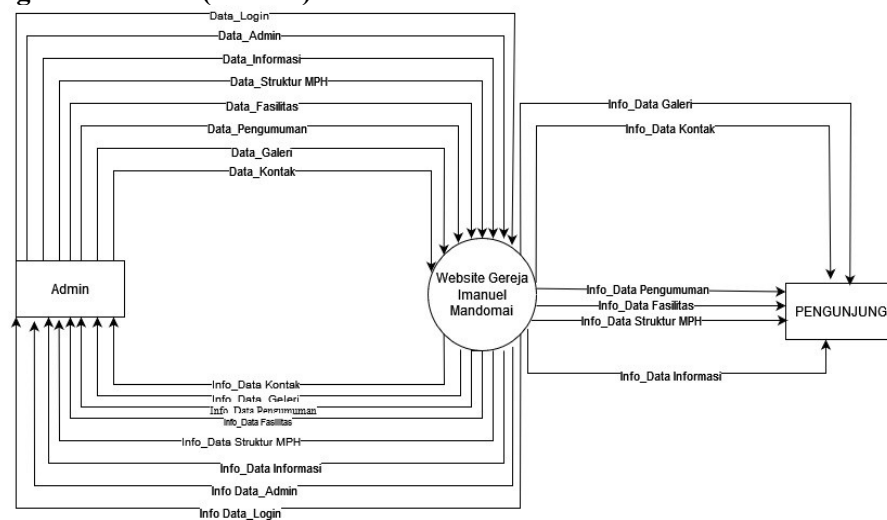 Data_Login
Data_Admin
Data_Informasi
Data_Struktur MPH
Data_Fasilitas
Data_Pengumuman
Data_Galeri
Data_Kontak
Info_Data Galeri
Info_Data Kontak
Admin
Website Gereja
Imanuel
Mandomai
Info_Data Pengumuman
Info_Data Fasilitas
Info_Data Struktur MPH
PENGUNJUNG
Info_Data Informasi
Info_Data Kontak
Info_Data_Geleri
Info_Data Pengumuman
Info_Data Fasilitas
Info_Data Struktur MPH
Info_Data Informasi
Info Data_Admin
Info Data_Login